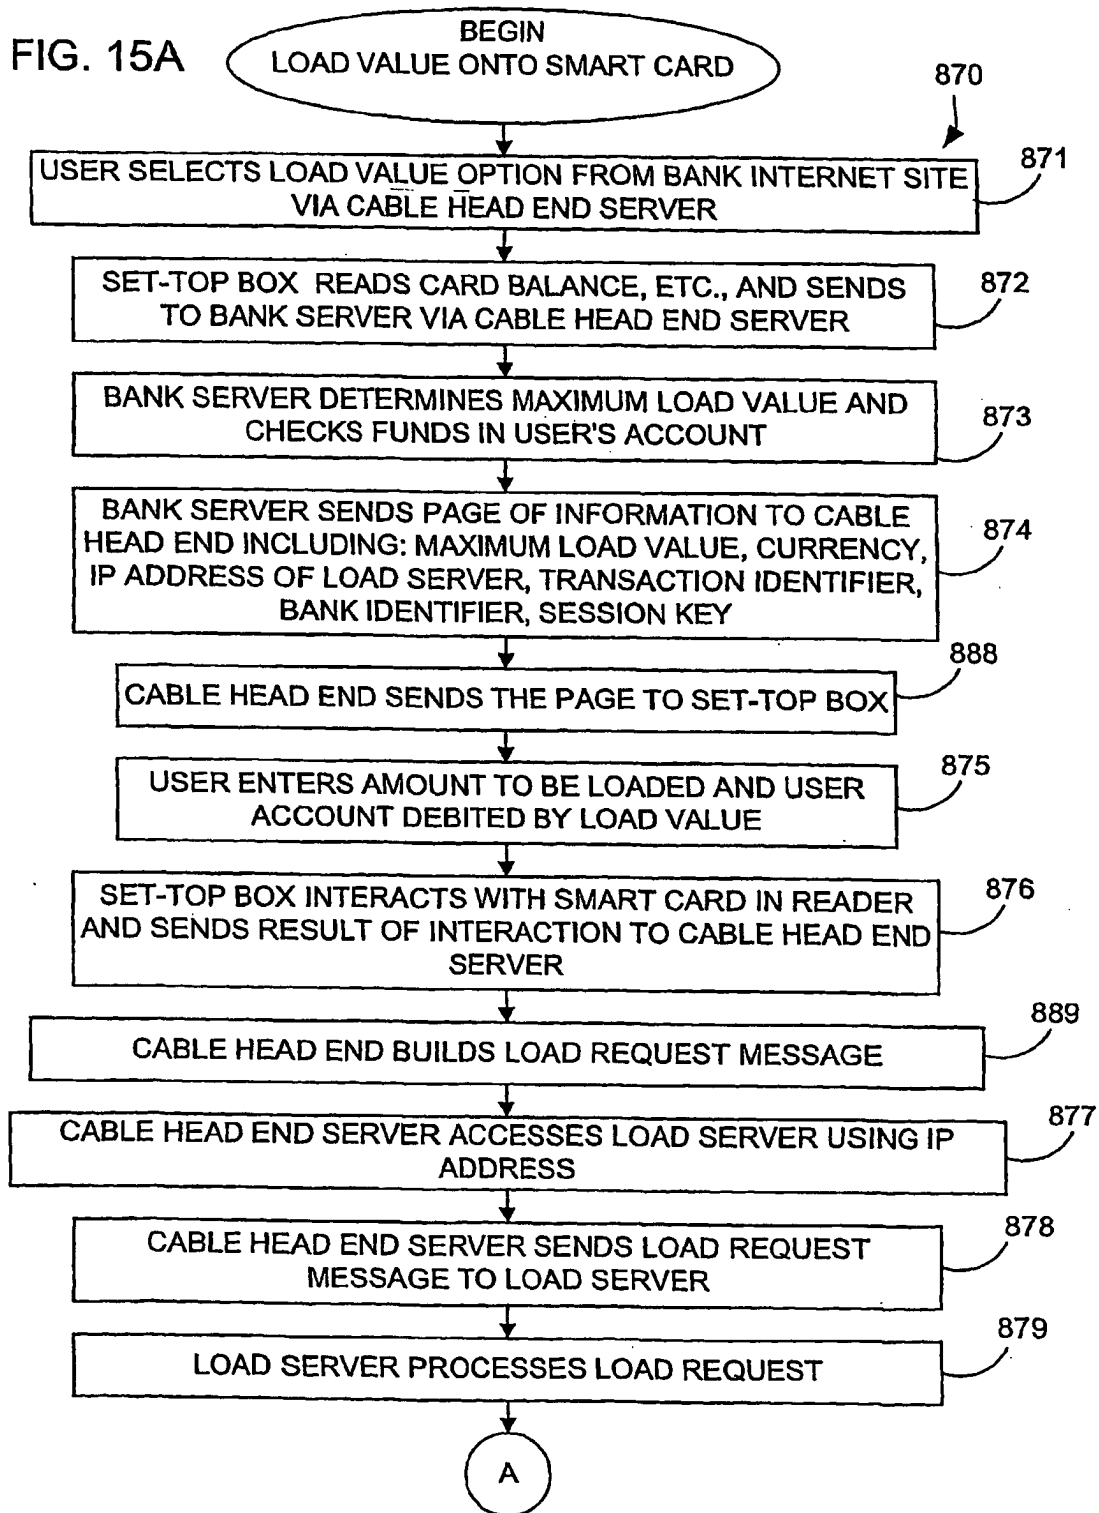 FIG. 15A
BEGIN
LOAD VALUE ONTO SMART CARD
870
USER SELECTS LOAD VALUE OPTION FROM BANK INTERNET SITE
VIA CABLE HEAD END SERVER
871
SET-TOP BOX READS CARD BALANCE, ETC., AND SENDS
TO BANK SERVER VIA CABLE HEAD END SERVER
872
BANK SERVER DETERMINES MAXIMUM LOAD VALUE AND
CHECKS FUNDS IN USER'S ACCOUNT
873
BANK SERVER SENDS PAGE OF INFORMATION TO CABLE
HEAD END INCLUDING: MAXIMUM LOAD VALUE, CURRENCY,
IP ADDRESS OF LOAD SERVER, TRANSACTION IDENTIFIER,
BANK IDENTIFIER, SESSION KEY
874
CABLE HEAD END SENDS THE PAGE TO SET-TOP BOX
888
USER ENTERS AMOUNT TO BE LOADED AND USER
ACCOUNT DEBITED BY LOAD VALUE
875
SET-TOP BOX INTERACTS WITH SMART CARD IN READER
AND SENDS RESULT OF INTERACTION TO CABLE HEAD END
SERVER
876
CABLE HEAD END BUILDS LOAD REQUEST MESSAGE
889
CABLE HEAD END SERVER ACCESSES LOAD SERVER USING IP
ADDRESS
877
CABLE HEAD END SERVER SENDS LOAD REQUEST
MESSAGE TO LOAD SERVER
878
LOAD SERVER PROCESSES LOAD REQUEST
879
A